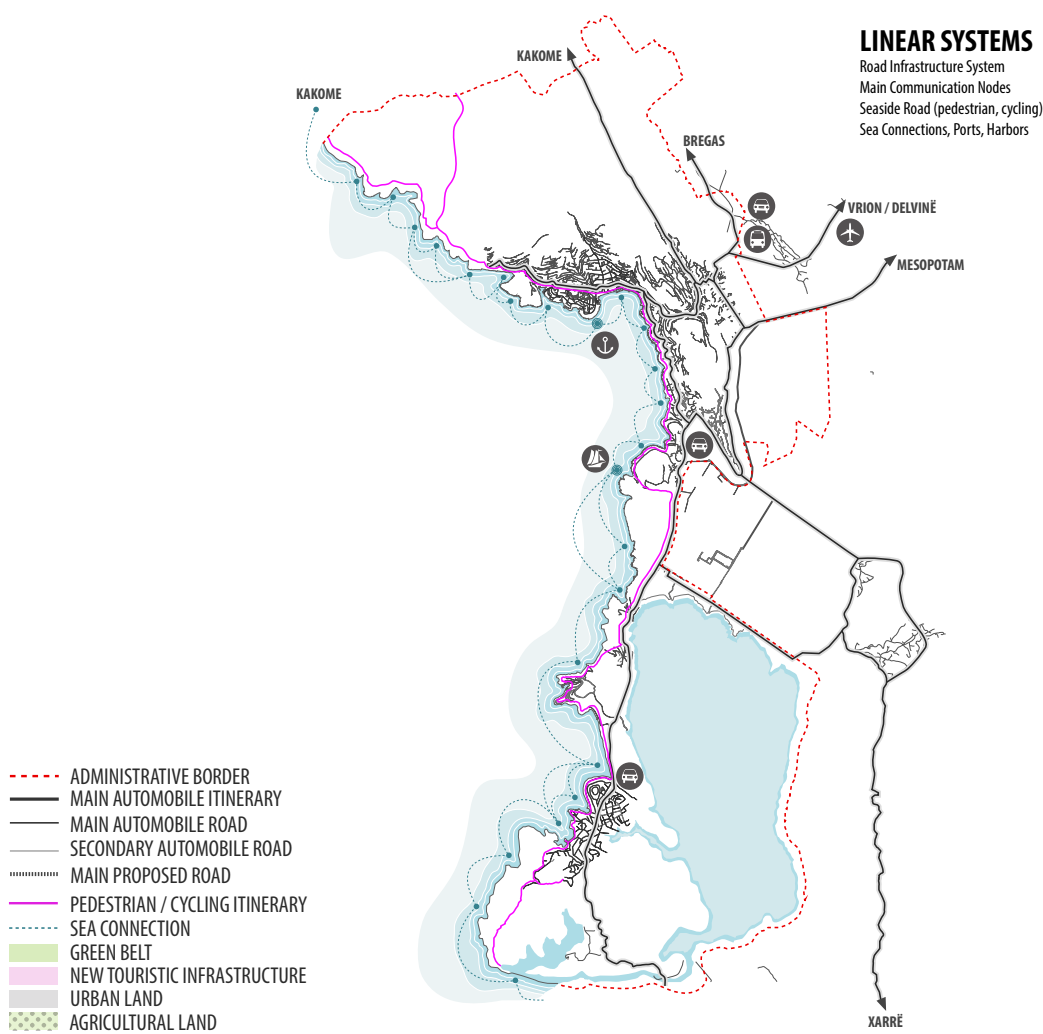 LINEAR SYSTEMS
Road Infrastructure System
Main Communication Nodes
Seaside Road (pedestrian, cycling)
Sea Connections, Ports, Harbors
KAKOME
KAKOME
BREGAS
VRION / DELVINË
MESOPOTAM
XARRË
ADMINISTRATIVE BORDER
MAIN AUTOMOBILE ITINERARY
MAIN AUTOMOBILE ROAD
SECONDARY AUTOMOBILE ROAD
MAIN PROPOSED ROAD
PEDESTRIAN / CYCLING ITINERARY
SEA CONNECTION
GREEN BELT
NEW TOURISTIC INFRASTRUCTURE
URBAN LAND
AGRICULTURAL LAND